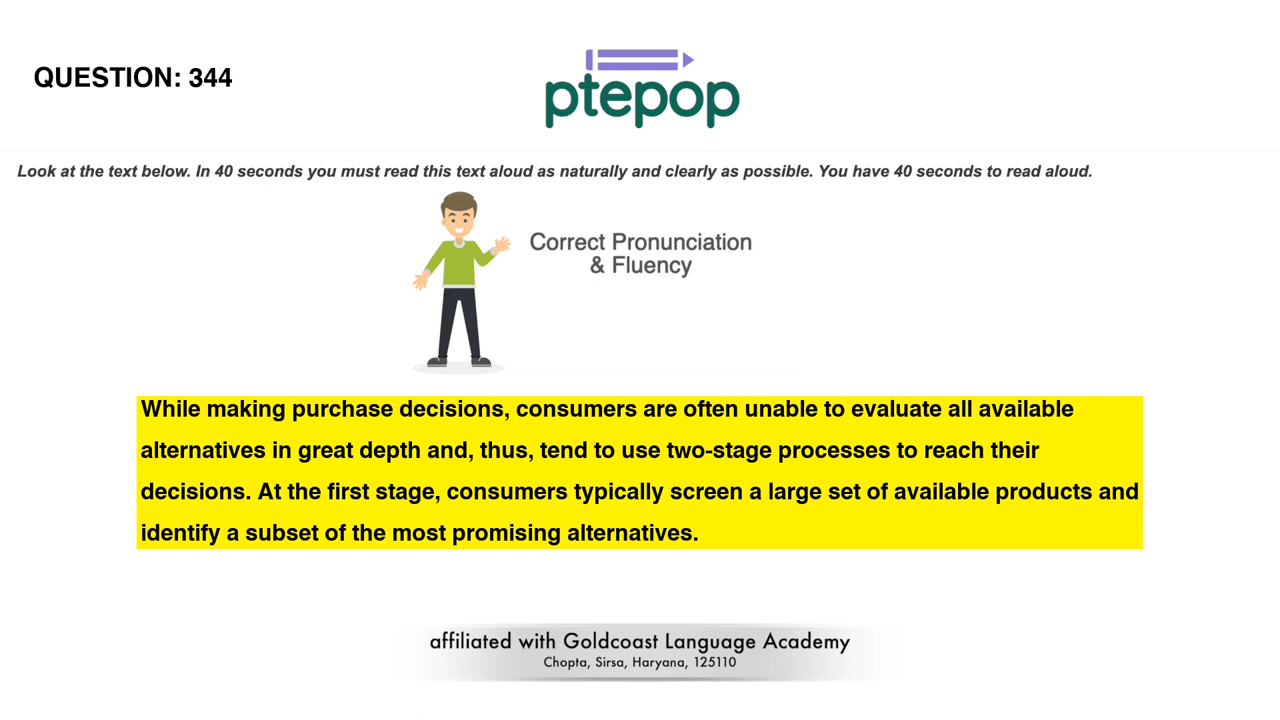 QUESTION: 344
ptepop
Look at the text below. In 40 seconds you must read this text aloud as naturally and clearly as possible. You have 40 seconds to read aloud.
Correct Pronunciation
& Fluency
While making purchase decisions, consumers are often unable to evaluate all available
alternatives in great depth and, thus, tend to use two-stage processes to reach their
decisions. At the first stage, consumers typically screen a large set of available products and
identify a subset of the most promising alternatives.
affiliated with Goldcoast Language Academy
Chopta, Sirsa, Haryana, 125110